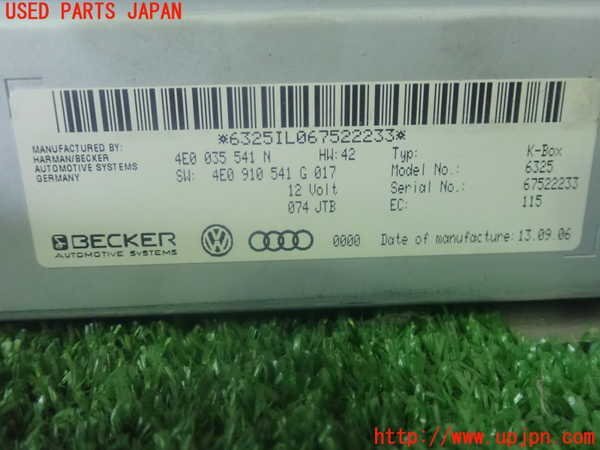 USED PARTS JAPAN
*6325IL067522233*
MANUFACTURED BY:
HARMAN/BECKER
AUTOMOTIVE SYSTEMS
GERMANY
4E0 035 541 N HW: 42
SW: 4E0 910 541 G 017
12 Volt
074 JTB
Typ: K-Box
Model No.: 6325
Serial No.: 67522233
EC: 115
BECKER
AUTOMOTIVE SYSTEMS
0000 Date of manufacture: 13.09.06
http://www.upjpn.com